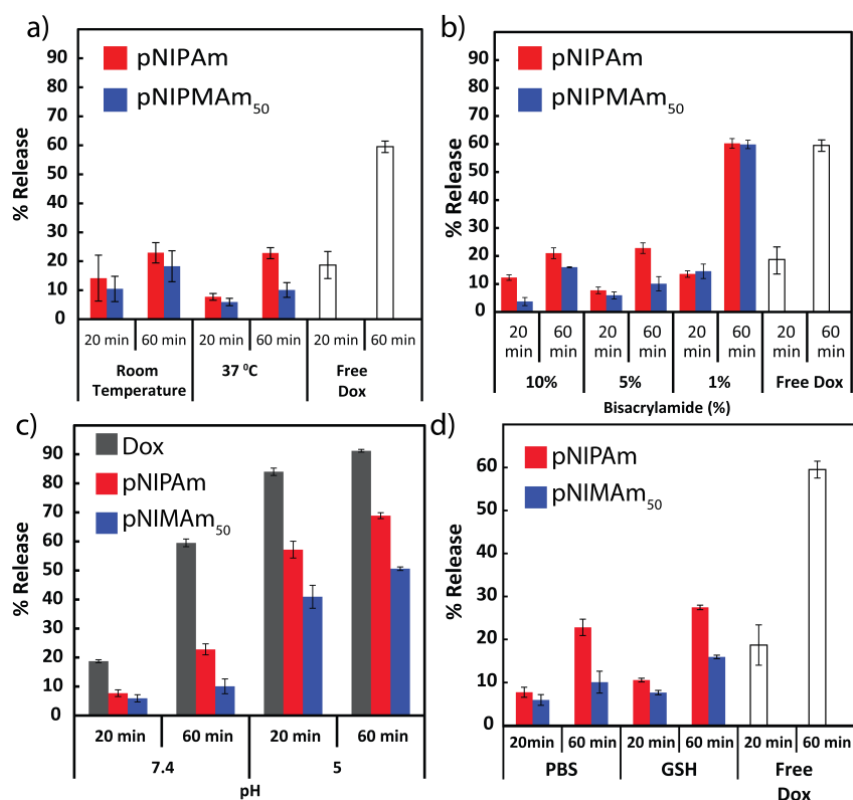 a)
pNIPAm
pNIPMAm50
% Release
90
80
70
60
50
40
30
20
10
0
20 min 60 min 20 min 60 min 20 min 60 min
Room
Temperature
37 ⁰C
Free
Dox
b)
pNIPAm
pNIPMAm50
% Release
90
80
70
60
50
40
30
20
10
0
20
min
60
min
20
min
60
min
20
min
60
min
20
min
60
min
10% 5% 1% Free Dox
Bisacrylamide (%)
c)
Dox
pNIPAm
pNIMAm50
% Release
90
80
70
60
50
40
30
20
10
0
20 min 60 min 20 min 60 min
7.4 5
pH
d)
pNIPAm
pNIMAm50
% Release
60
50
40
30
20
10
0
20min 60 min 20 min 60 min 20 min 60 min
PBS GSH Free
Dox